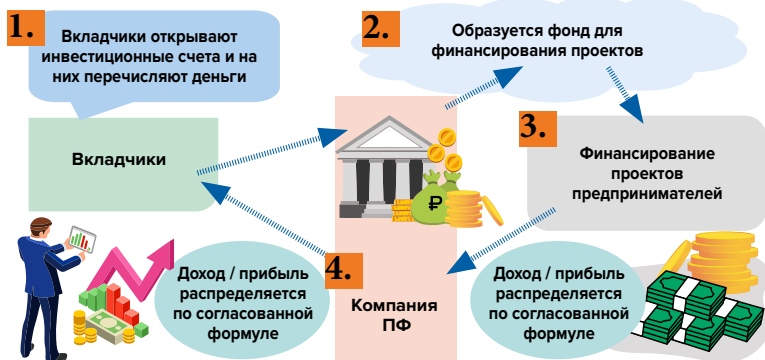 1.
Вкладчики открывают
инвестиционные счета и на
них перечисляют деньги
2.
Образуется фонд для
финансирования проектов
Вкладчики
3.
Финансирование
проектов
предпринимателей
₽
4.
Доход / прибыль
распределяется
по согласованной
формуле
Компания
ПФ
Доход / прибыль
распределяется
по согласованной
формуле